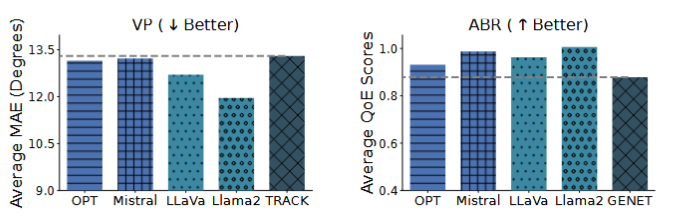 VP ( ↓ Better)
Average MAE (Degrees)
13.5
12.0
10.5
9.0
OPT Mistral LLaVa Llama2 TRACK
ABR ( ↑ Better)
Average QoE Scores
1.0
0.8
0.6
0.4
OPT Mistral LLaVa Llama2 GENET